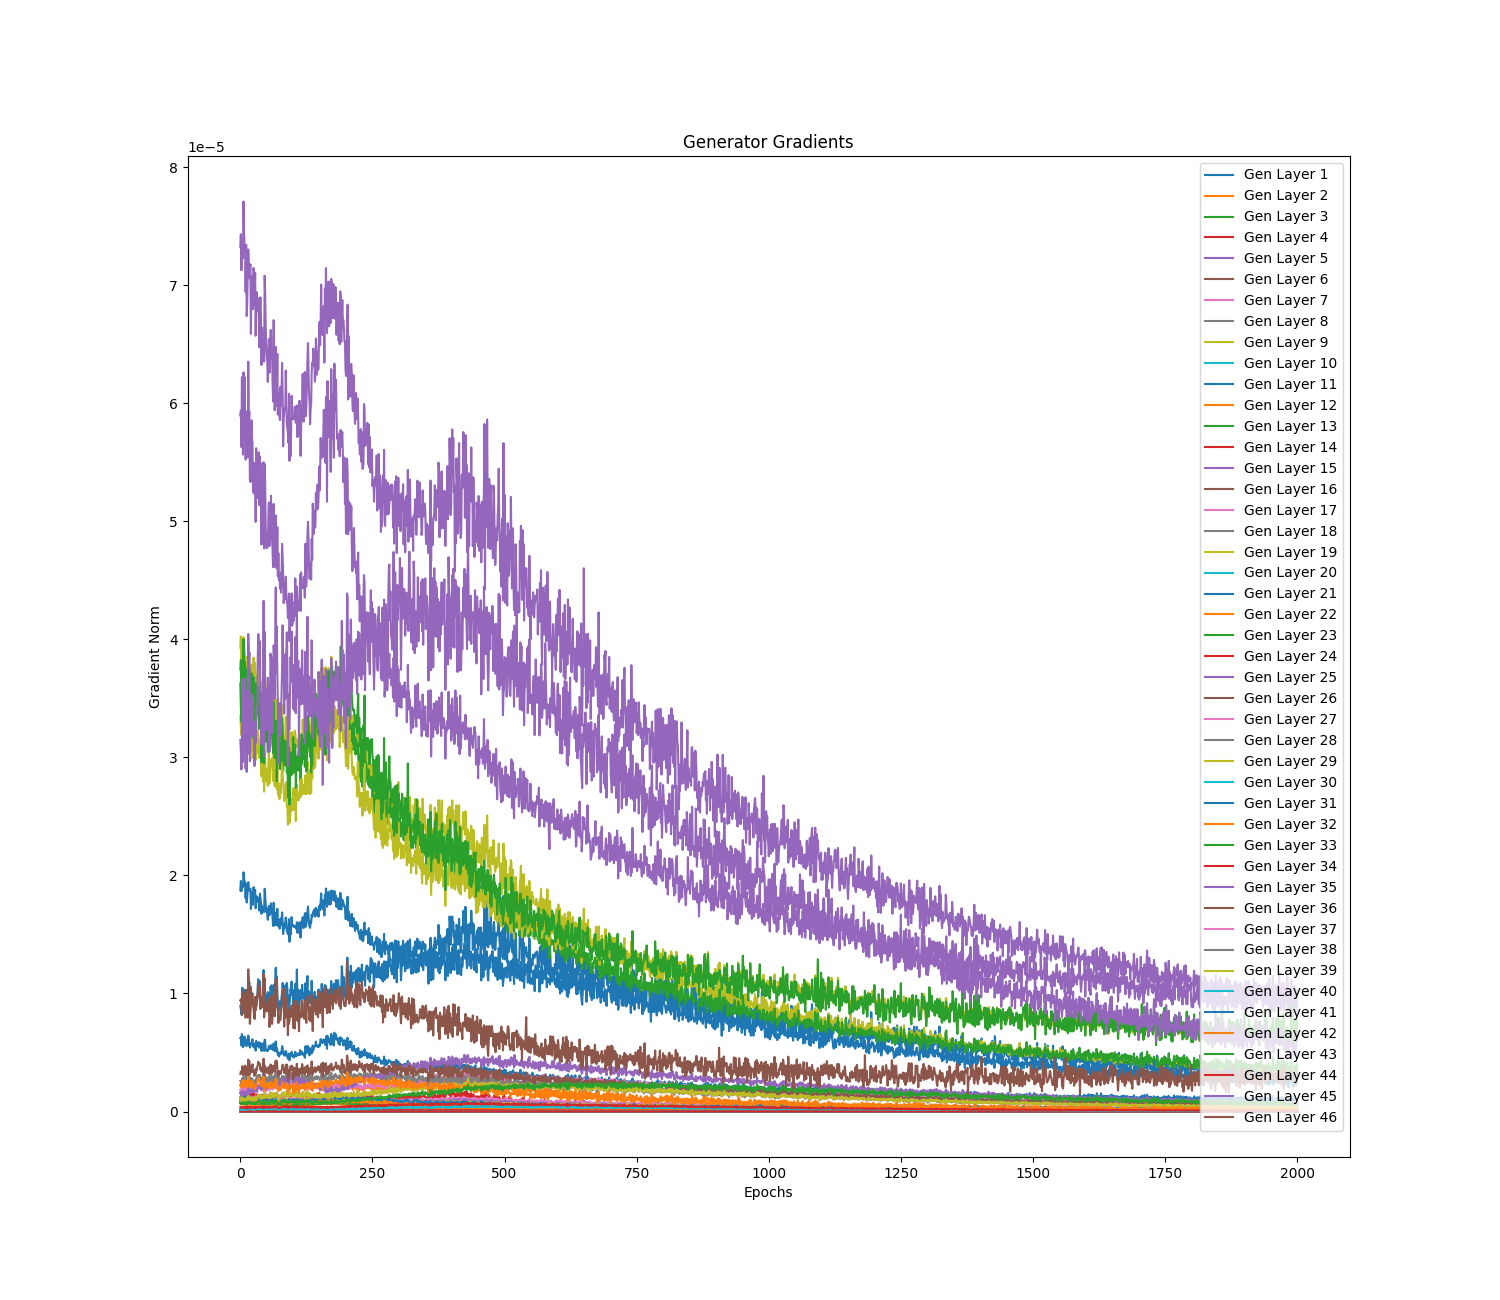 Generator Gradients
1e−5
8
7
6
5
4
3
2
1
0
Gradient Norm
0
250
500
750
1000
1250
1500
1750
2000
Epochs
Gen Layer 1
Gen Layer 2
Gen Layer 3
Gen Layer 4
Gen Layer 5
Gen Layer 6
Gen Layer 7
Gen Layer 8
Gen Layer 9
Gen Layer 10
Gen Layer 11
Gen Layer 12
Gen Layer 13
Gen Layer 14
Gen Layer 15
Gen Layer 16
Gen Layer 17
Gen Layer 18
Gen Layer 19
Gen Layer 20
Gen Layer 21
Gen Layer 22
Gen Layer 23
Gen Layer 24
Gen Layer 25
Gen Layer 26
Gen Layer 27
Gen Layer 28
Gen Layer 29
Gen Layer 30
Gen Layer 31
Gen Layer 32
Gen Layer 33
Gen Layer 34
Gen Layer 35
Gen Layer 36
Gen Layer 37
Gen Layer 38
Gen Layer 39
Gen Layer 40
Gen Layer 41
Gen Layer 42
Gen Layer 43
Gen Layer 44
Gen Layer 45
Gen Layer 46